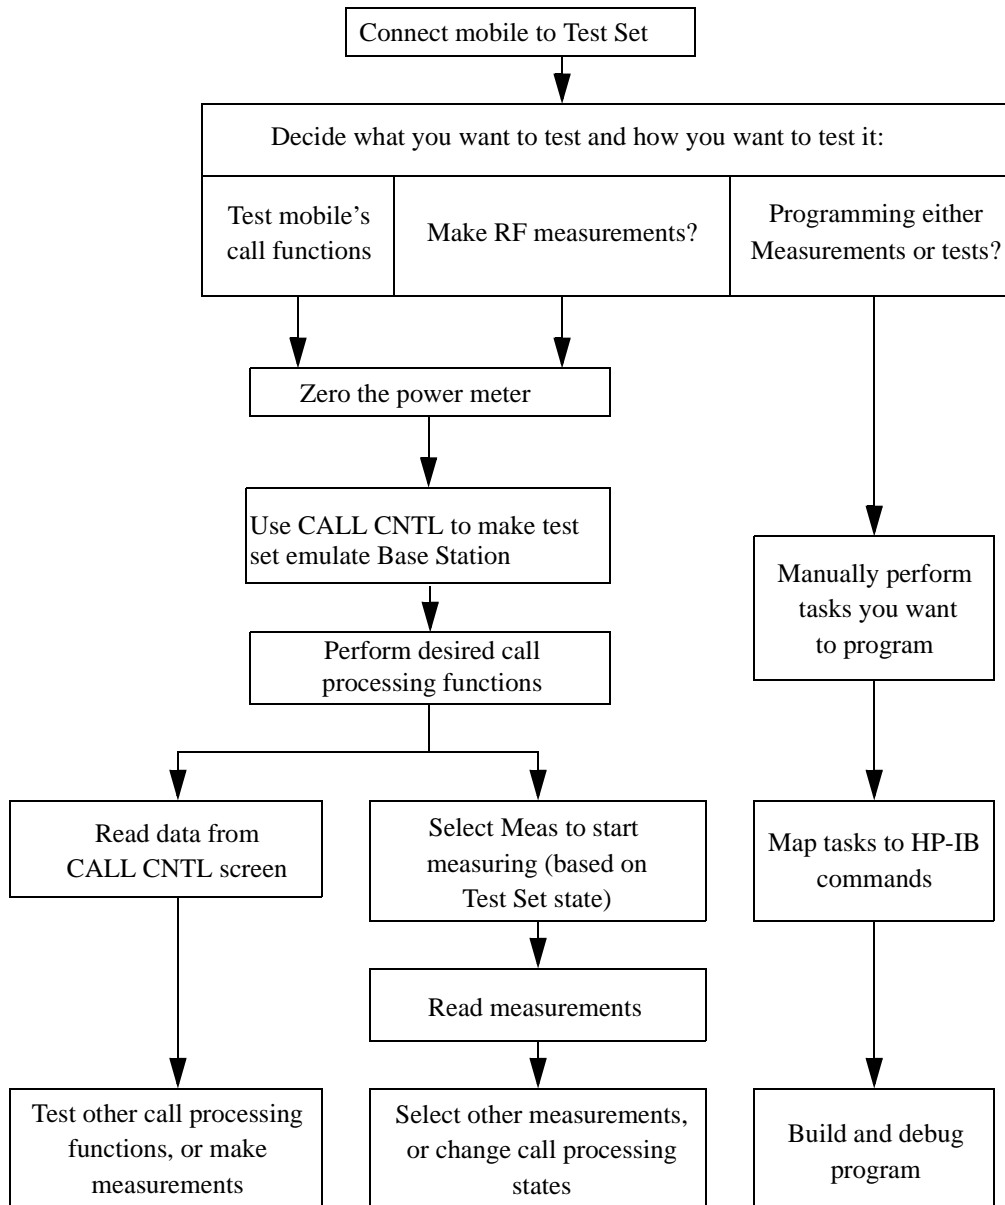 Connect mobile to Test Set
Decide what you want to test and how you want to test it:
Test mobile’s
call functions
Make RF measurements?
Programming either
Measurements or tests?
Zero the power meter
Use CALL CNTL to make test
set emulate Base Station
Manually perform
tasks you want
to program
Perform desired call
processing functions
Read data from
CALL CNTL screen
Select Meas to start
measuring (based on
Test Set state)
Map tasks to HP-IB
commands
Read measurements
Test other call processing
functions, or make
measurements
Select other measurements,
or change call processing
states
Build and debug
program